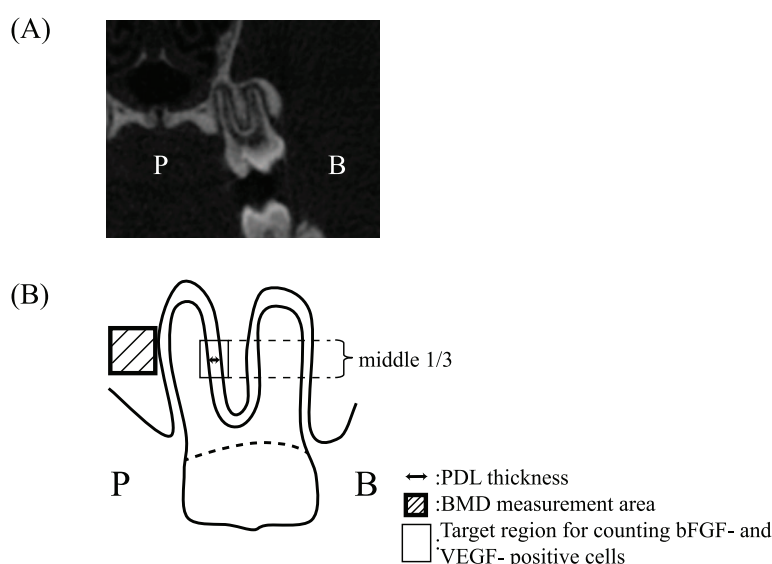 (A)
P
B
(B)
middle 1/3
P
B
:PDL thickness
:BMD measurement area
:Target region for counting bFGF- and
VEGF- positive cells